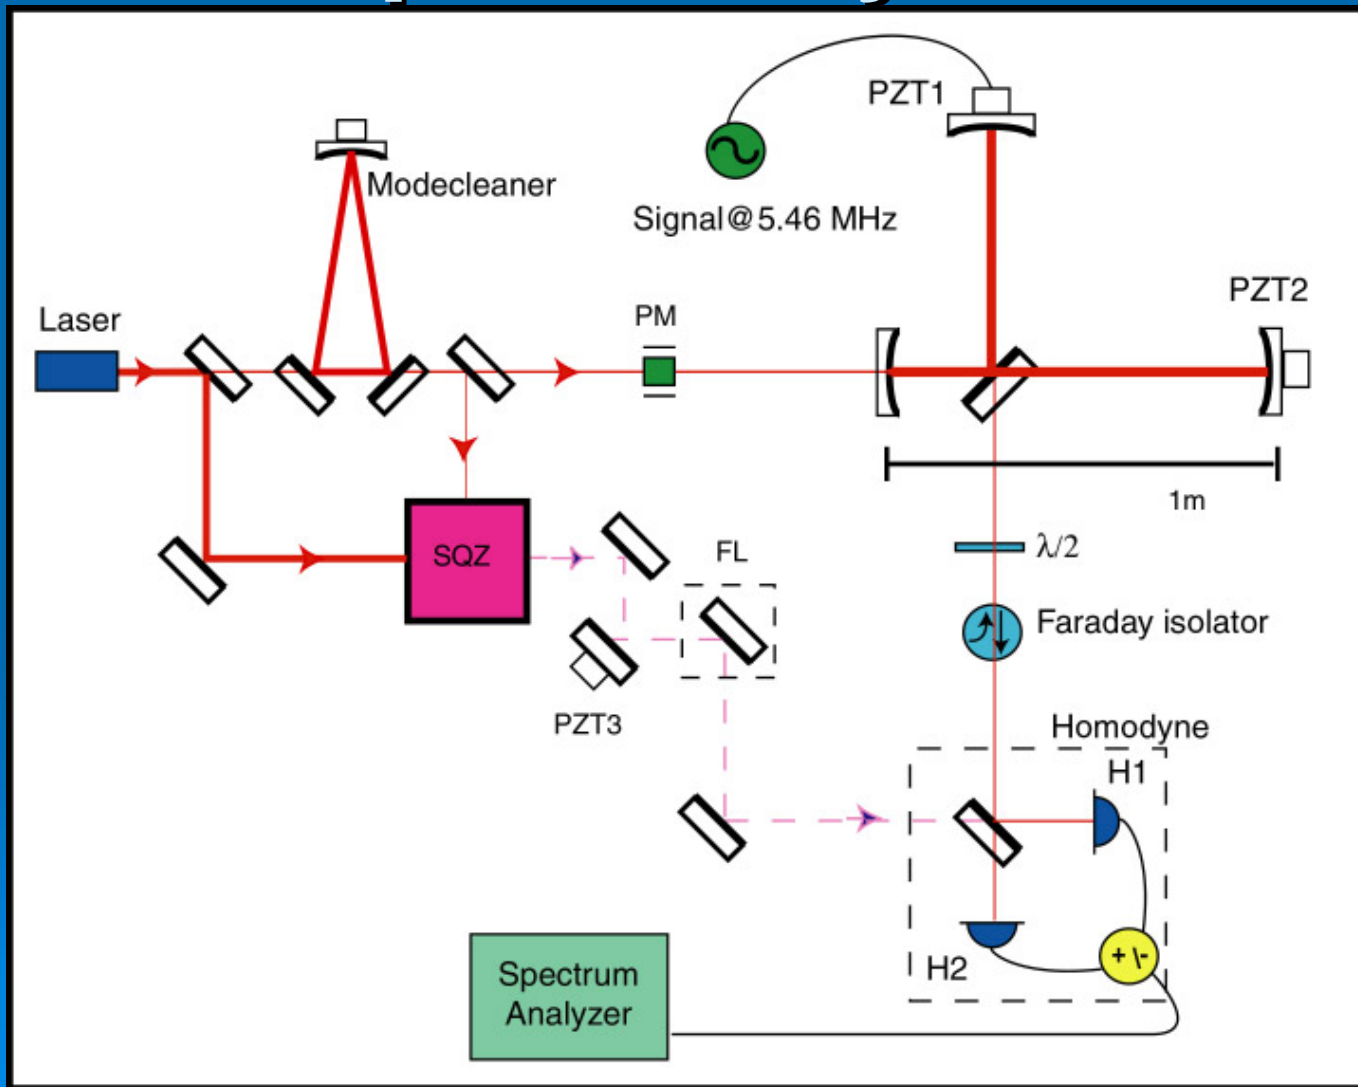 PZT1
Modecleaner
Signal@5.46 MHz
PZT2
Laser
PM
1m
SQZ
FL
λ/2
Faraday isolator
PZT3
Homodyne
H1
H2
+\-
Spectrum
Analyzer